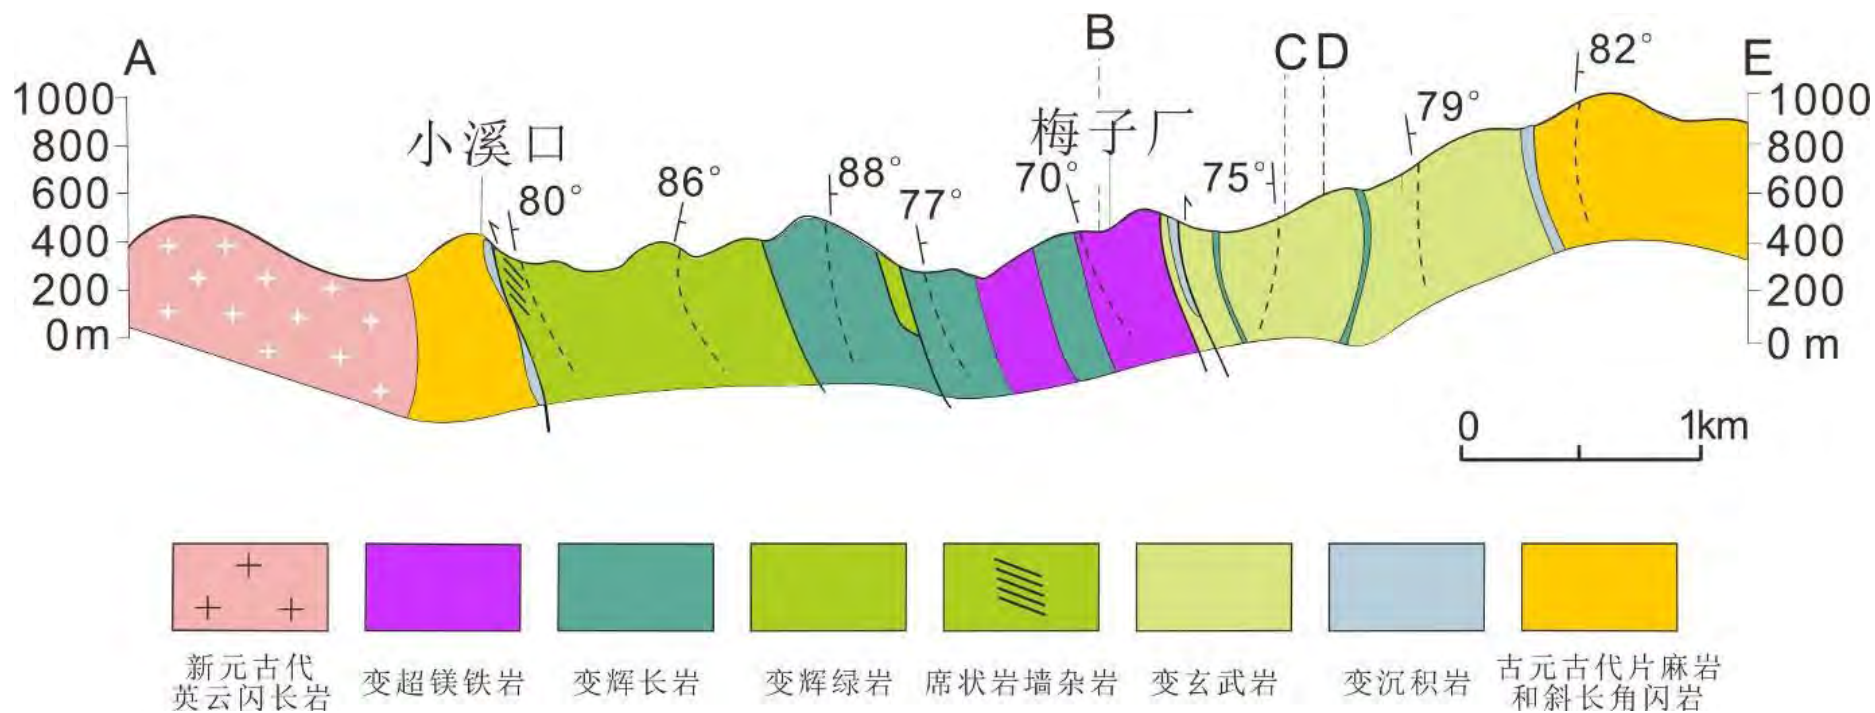 A
B
C D
E
82°
1000
800
600
400
200
0 m
小溪口
80°
86°
88°
77°
梅子厂
70°
75°
79°
1000
800
600
400
200
0 m
0 1km
新元古代
英云闪长岩
变超镁铁岩
变辉长岩
变辉绿岩
席状岩墙杂岩
变玄武岩
变沉积岩
古元古代片麻岩
和斜长角闪岩